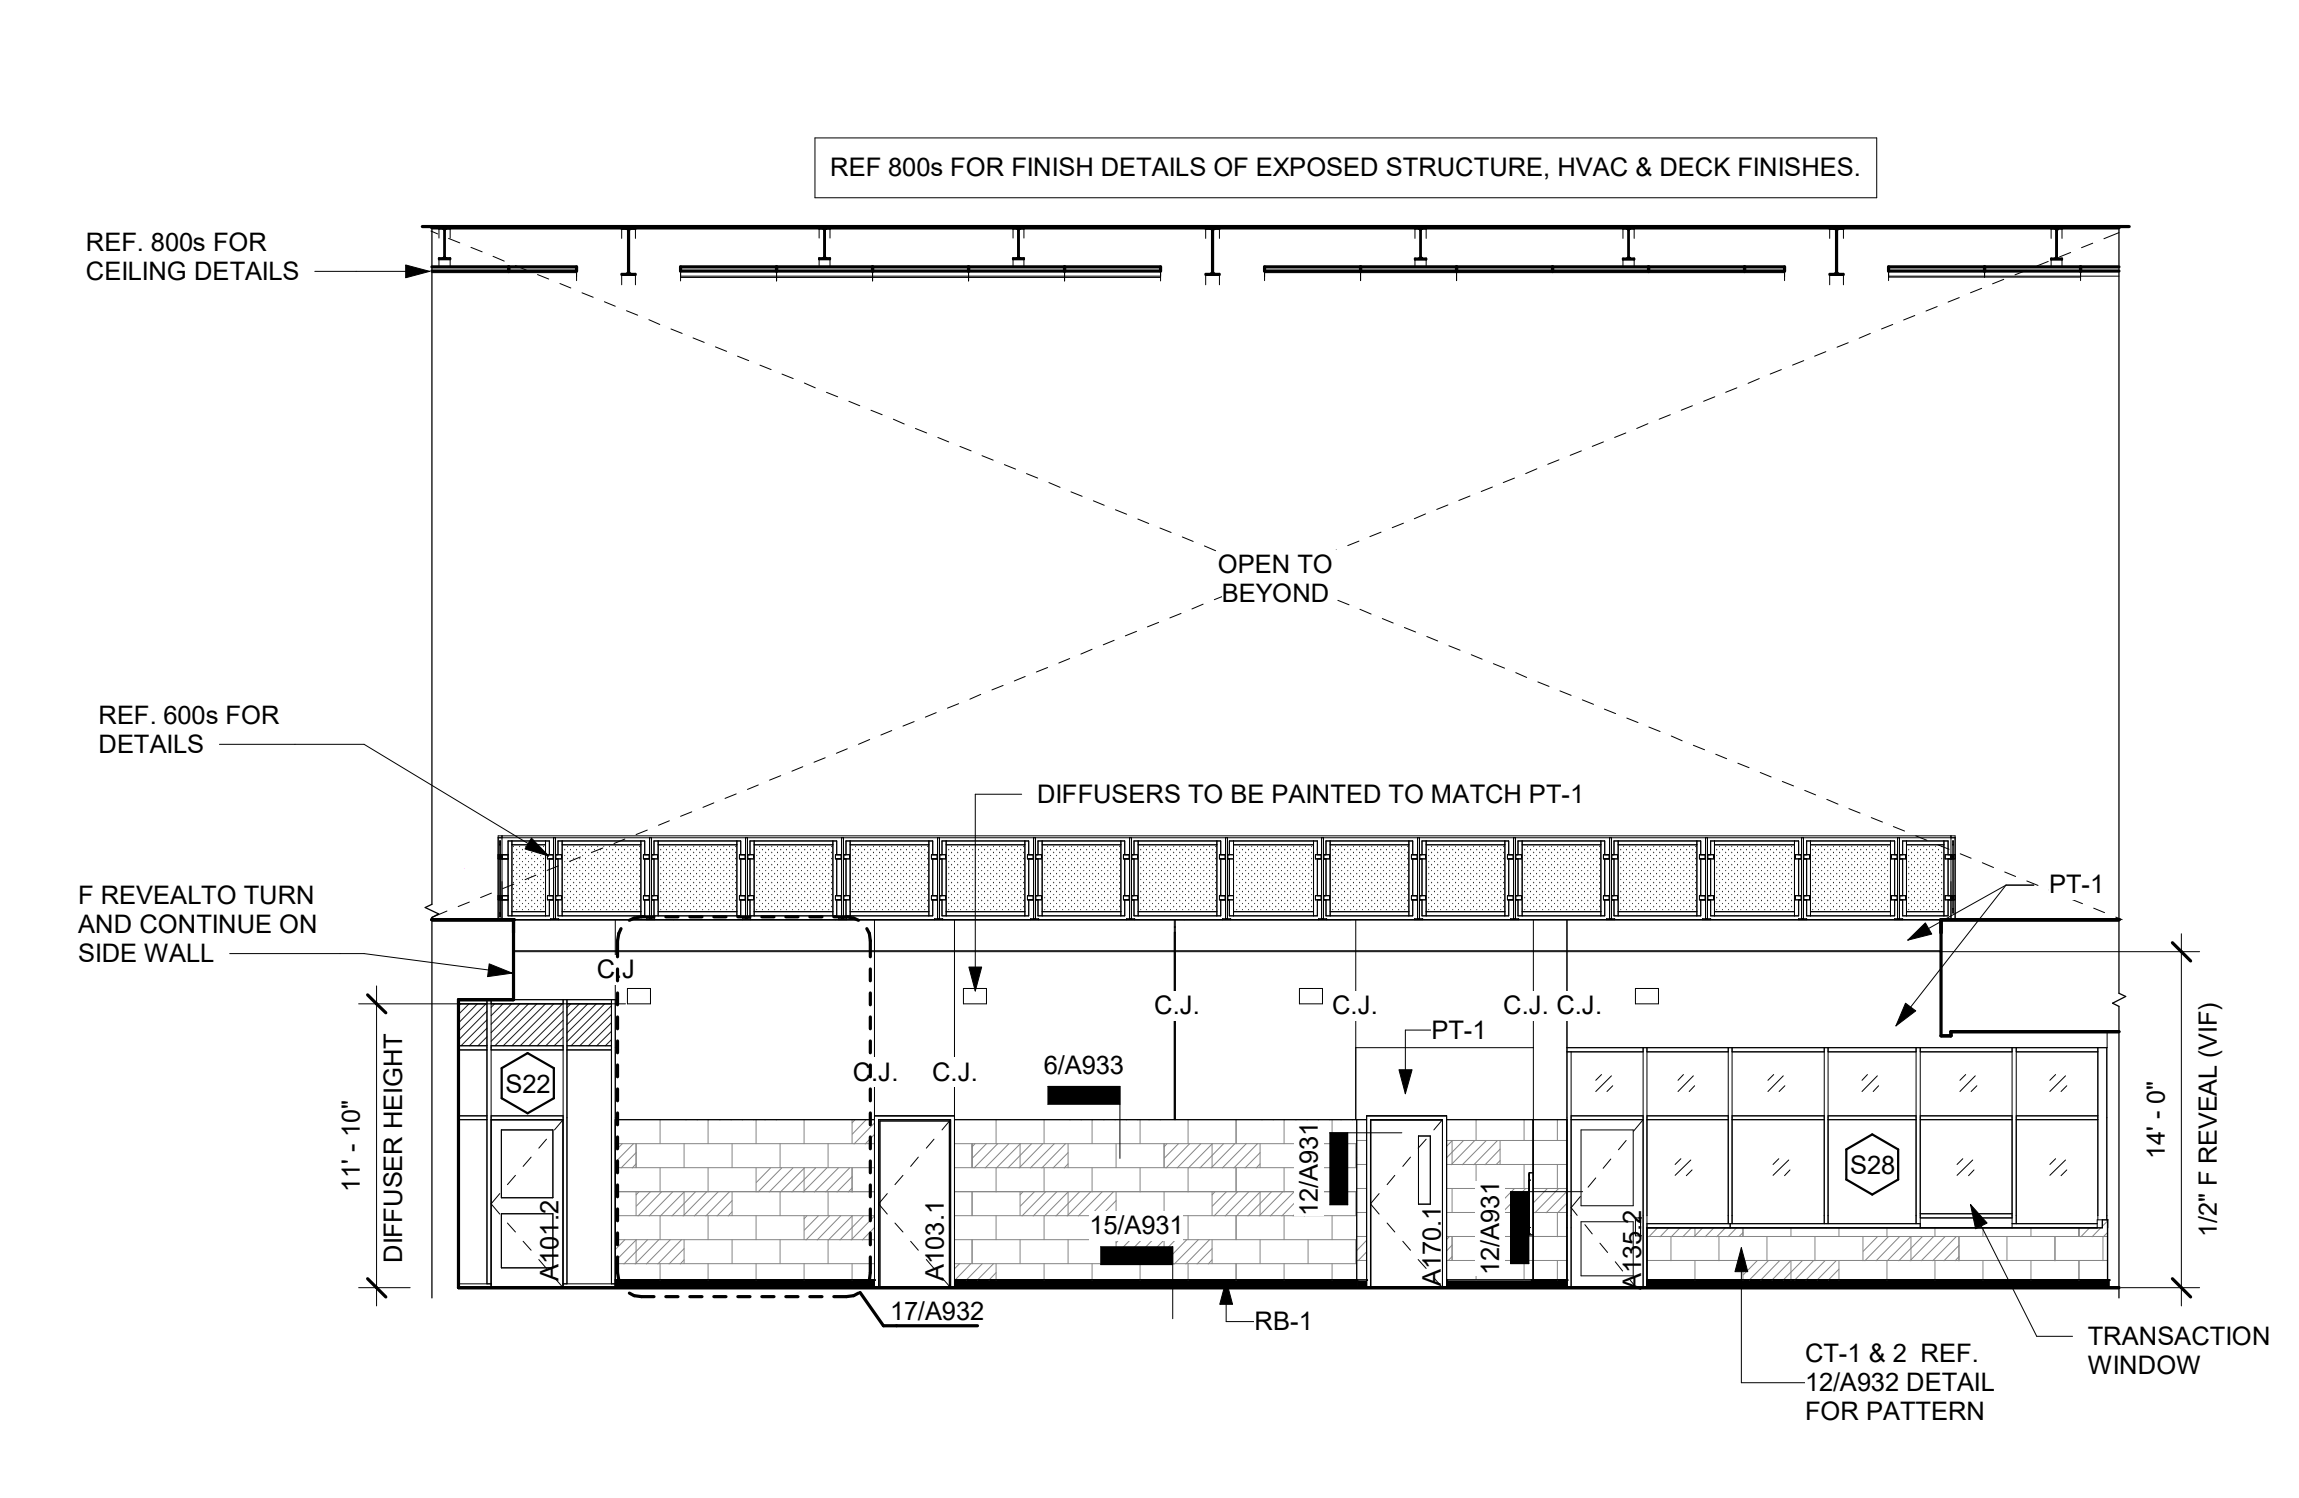 REF 800s FOR FINISH DETAILS OF EXPOSED STRUCTURE, HVAC & DECK FINISHES.
REF. 800s FOR
CEILING DETAILS
OPEN TO
BEYOND
REF. 600s FOR
DETAILS
DIFFUSERS TO BE PAINTED TO MATCH PT-1
F REVEALTO TURN
AND CONTINUE ON
SIDE WALL
PT-1
C.J
C.J.
C.J.
C.J.
C.J.
C.J.
C.J.
PT-1
6/A933
S22
11' - 10"
DIFFUSER HEIGHT
A101.2
A103.1
15/A931
12/A931
A170.1
12/A931
A135.2
S28
14' - 0"
1/2" F REVEAL (VIF)
17/A932
RB-1
TRANSACTION
WINDOW
CT-1 & 2 REF.
12/A932 DETAIL
FOR PATTERN